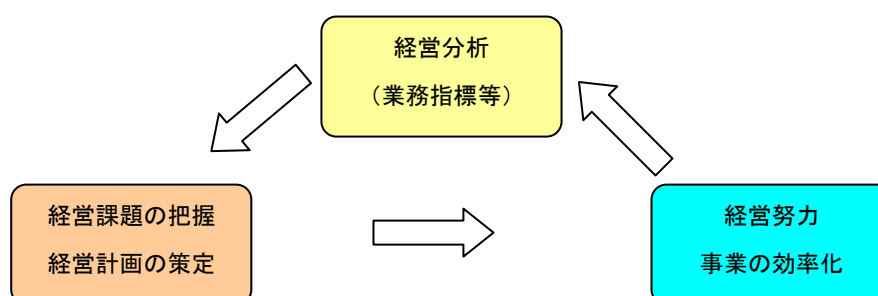 経営分析
（業務指標等）
経営課題の把握
経営計画の策定
経営努力
事業の効率化